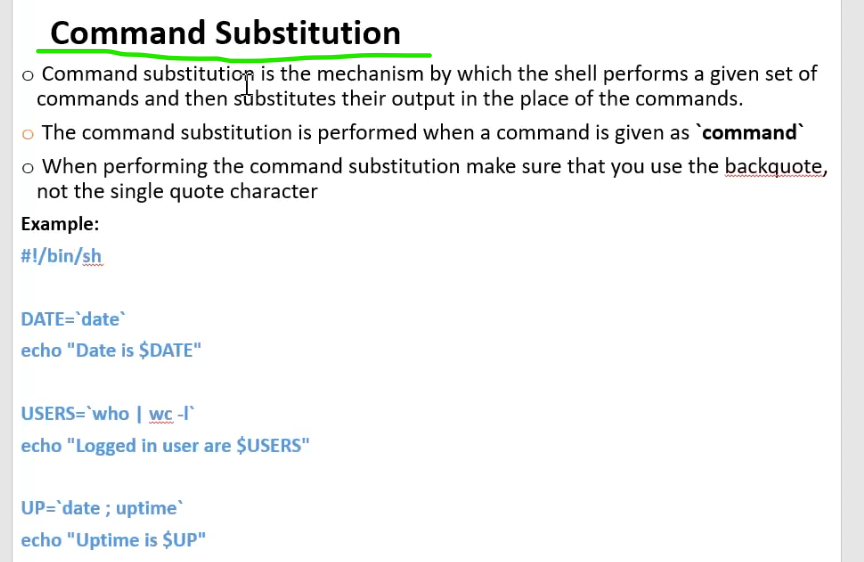 Command Substitution
o Command substitution is the mechanism by which the shell performs a given set of
commands and then substitutes their output in the place of the commands.
o The command substitution is performed when a command is given as `command`
o When performing the command substitution make sure that you use the backquote,
not the single quote character
Example:
#!/bin/sh
DATE=`date`
echo "Date is $DATE"
USERS=`who | wc -l`
echo "Logged in user are $USERS"
UP=`date ; uptime`
echo "Uptime is $UP"